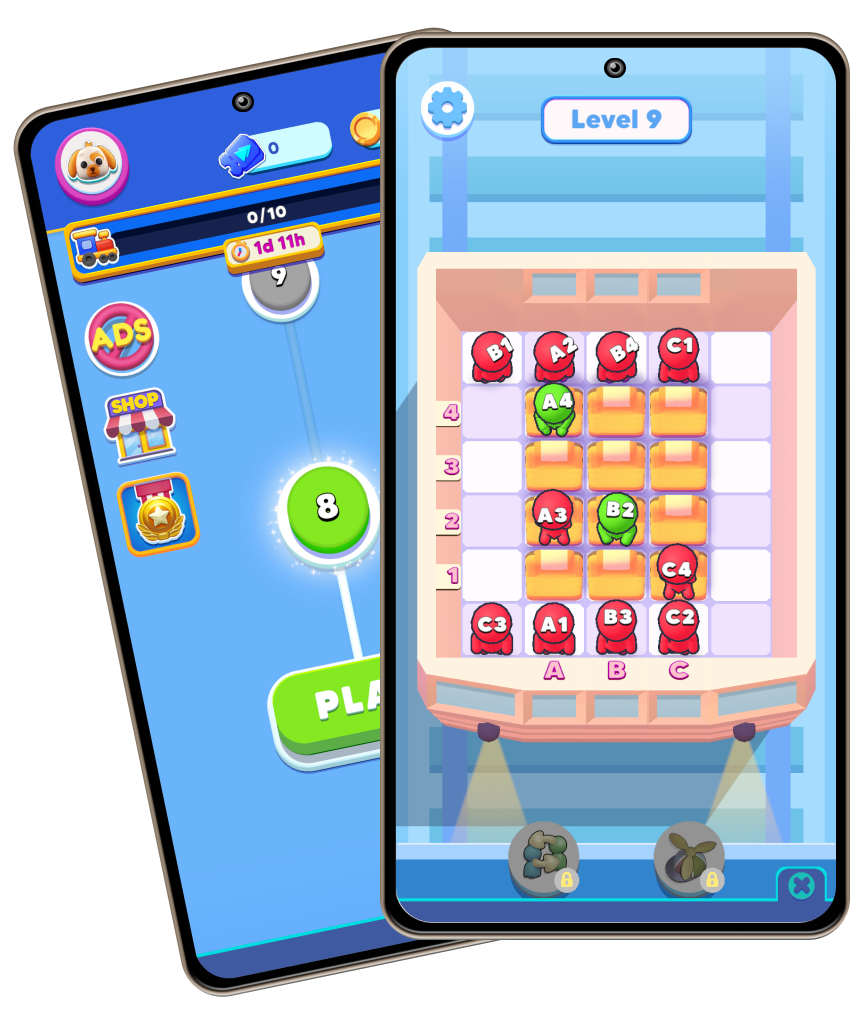 0
0/10
1d 11h
9
ADS
SHOP
8
PLA
Level 9
B1 A2 B4 C1
4 A4
3
2 A3 B2
1 C4
C3 A1 B3 C2
A B C